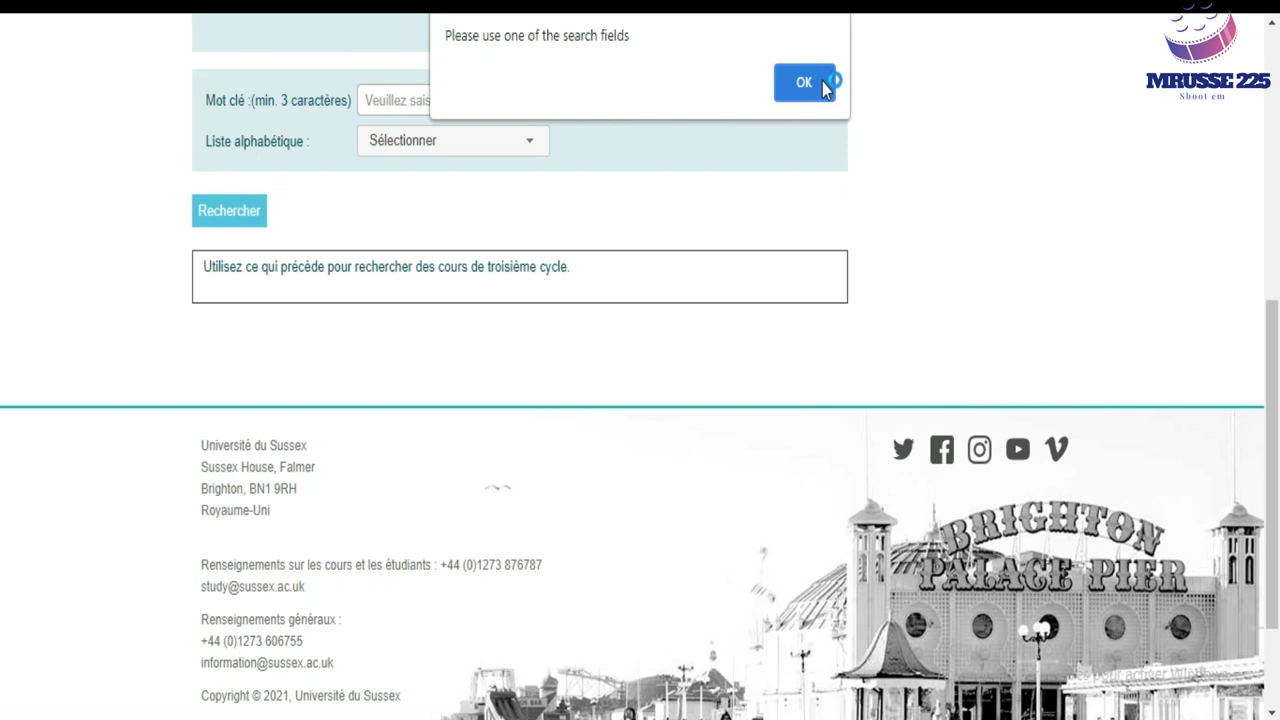 Please use one of the search fields
OK
MRUSSE 225
Shoot em
Mot clé :(min. 3 caractères)
Veuillez sais
Liste alphabétique :
Sélectionner
Rechercher
Utilisez ce qui précède pour rechercher des cours de troisième cycle.
Université du Sussex
Sussex House, Falmer
Brighton, BN1 9RH
Royaume-Uni
BRIGHTON
PALACE PIER
Renseignements sur les cours et les étudiants : +44 (0)1273 876787
study@sussex.ac.uk
Renseignements généraux :
+44 (0)1273 606755
information@sussex.ac.uk
pour activer Windows
Copyright © 2021, Université du Sussex